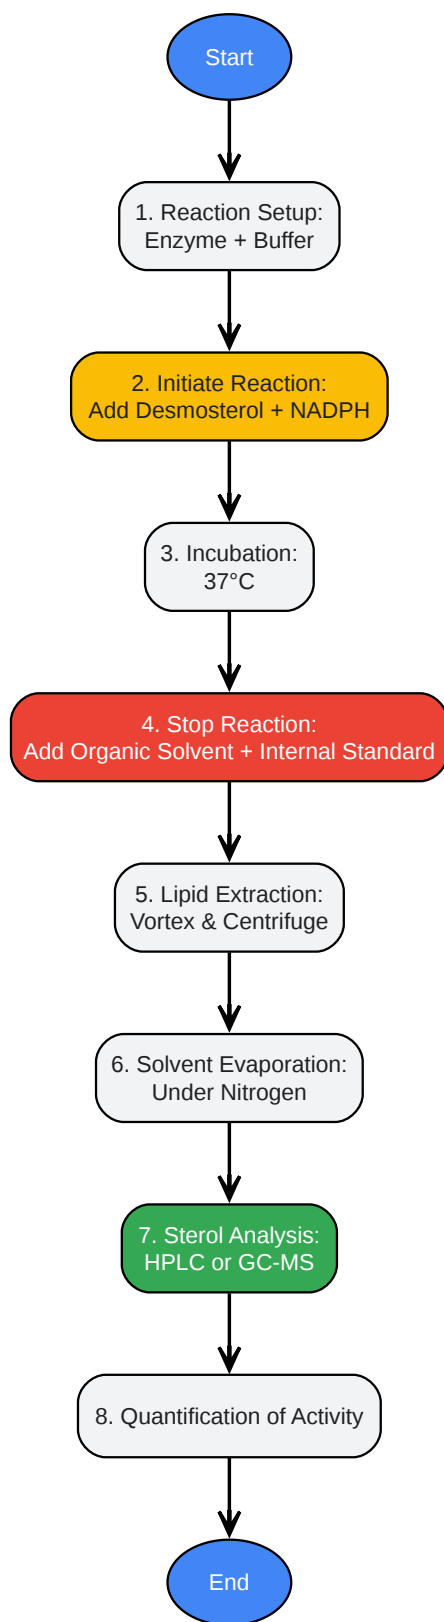 Start
1. Reaction Setup:
Enzyme + Buffer
2. Initiate Reaction:
Add Desmosterol + NADPH
3. Incubation:
37°C
4. Stop Reaction:
Add Organic Solvent + Internal Standard
5. Lipid Extraction:
Vortex & Centrifuge
6. Solvent Evaporation:
Under Nitrogen
7. Sterol Analysis:
HPLC or GC-MS
8. Quantification of Activity
End